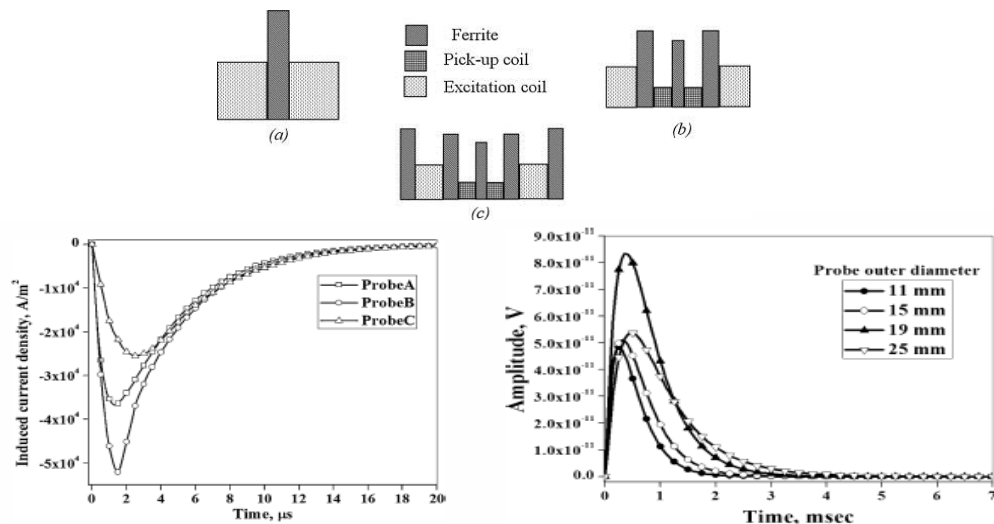 Ferrite
Pick-up coil
Excitation coil
(a)
(b)
(c)
Induced current density, A/m²
0
-1x10⁴
-2x10⁴
-3x10⁴
-4x10⁴
-5x10⁴
ProbeA
ProbeB
ProbeC
0 2 4 6 8 10 12 14 16 18 20
Time, μs
Amplitude, V
9.0x10⁻¹¹
8.0x10⁻¹¹
7.0x10⁻¹¹
6.0x10⁻¹¹
5.0x10⁻¹¹
4.0x10⁻¹¹
3.0x10⁻¹¹
2.0x10⁻¹¹
1.0x10⁻¹¹
0.0
Probe outer diameter
11 mm
15 mm
19 mm
25 mm
0 1 2 3 4 5 6 7
Time, msec